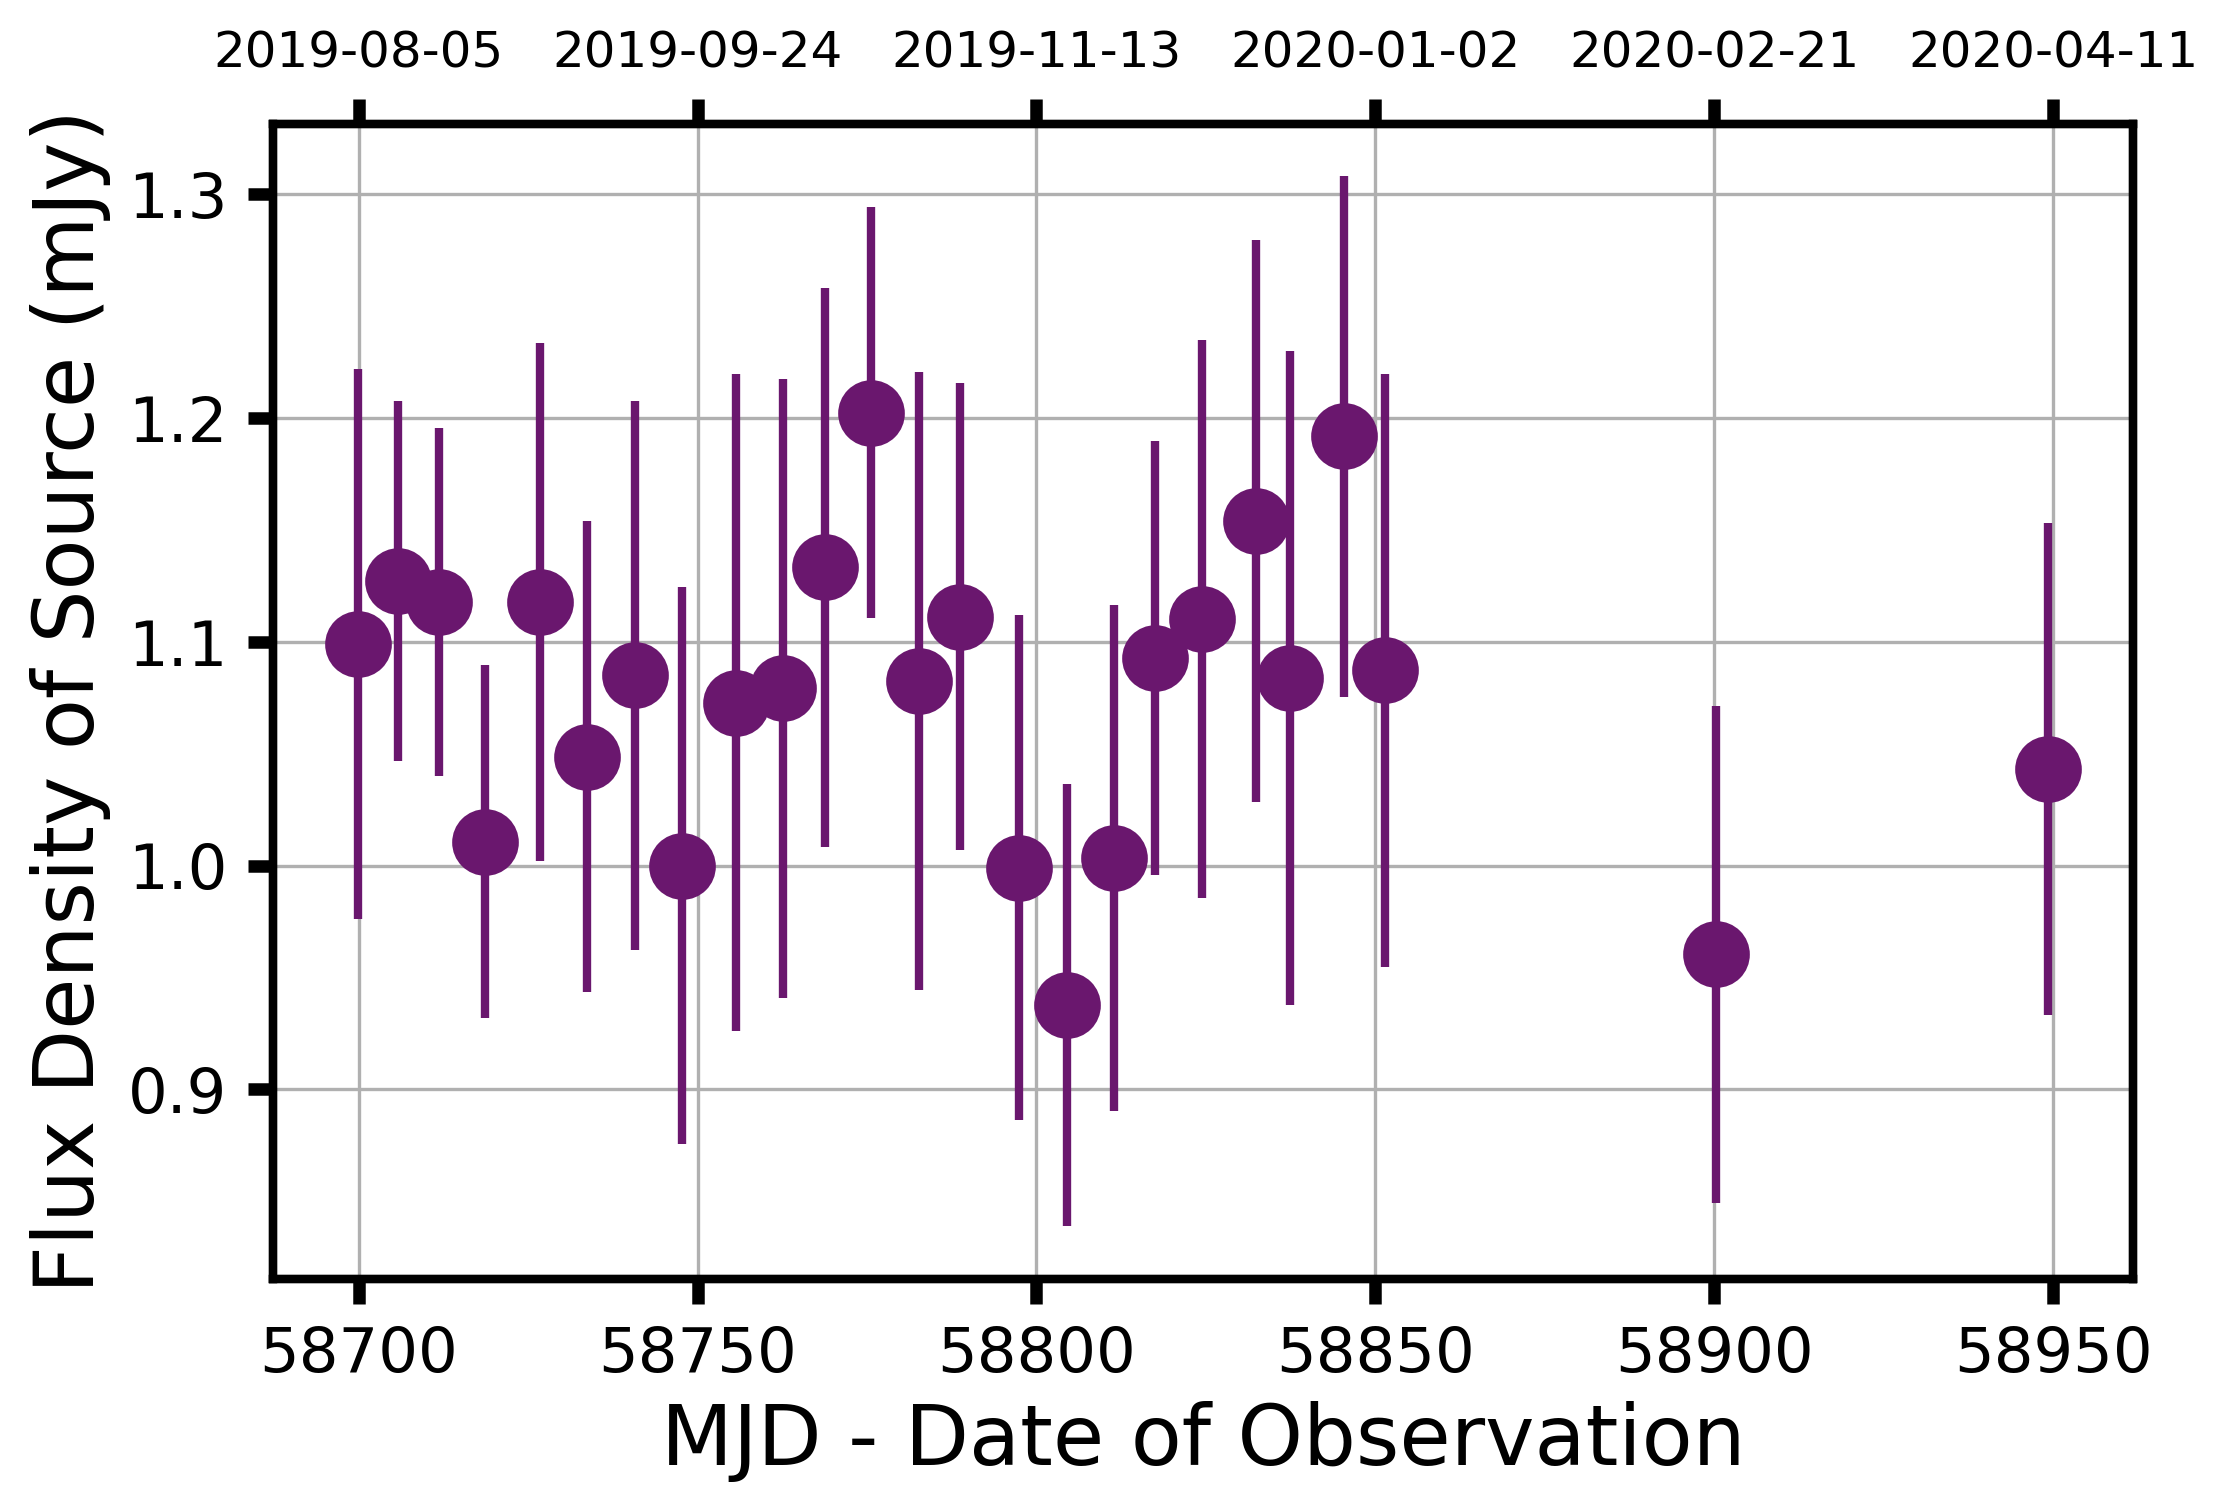 2019-08-05 2019-09-24 2019-11-13 2020-01-02 2020-02-21 2020-04-11
Flux Density of Source (mJy)
1.3
1.2
1.1
1.0
0.9
58700 58750 58800 58850 58900 58950
MJD - Date of Observation